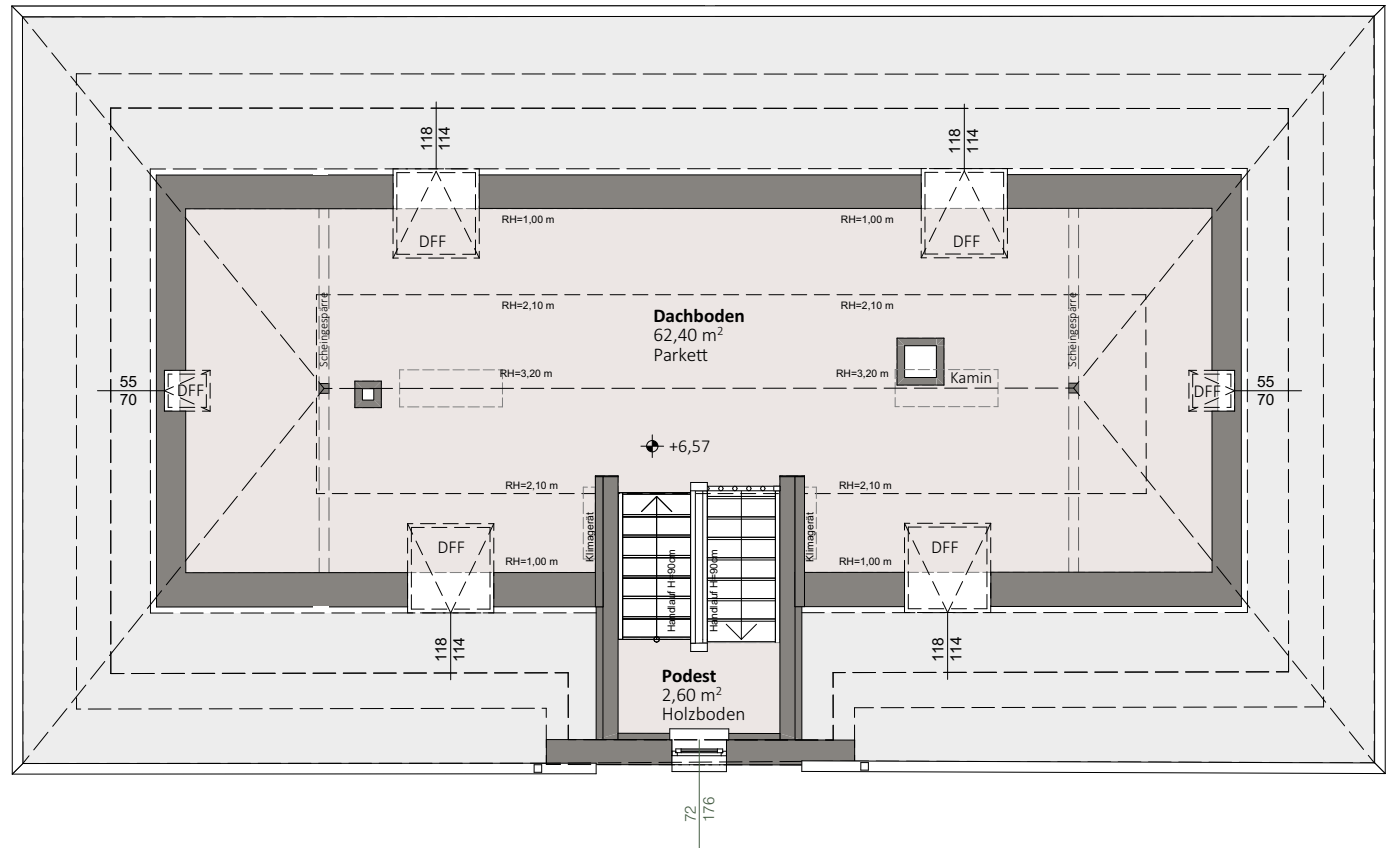 118
114
118
114
RH=1,00 m
RH=1,00 m
DFF
DFF
Scheingespärre
Scheingespärre
RH=2,10 m
RH=2,10 m
Dachboden
62,40 m²
Parkett
RH=3,20 m
RH=3,20 m
Kamin
55
70
DFF
DFF
55
70
+6,57
RH=2,10 m
RH=2,10 m
Klimagerät
Klimagerät
DFF
DFF
RH=1,00 m
RH=1,00 m
Handlauf H=90cm
Handlauf H=90cm
118
114
118
114
Podest
2,60 m²
Holzboden
72
176